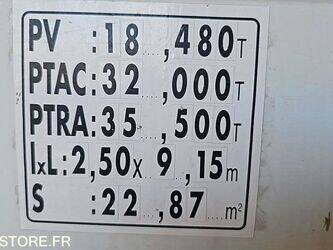 PV : 18 ,480T
PTAC : 32 ,000T
PTRA : 35 ,500T
IxL : 2,50x 9 ,15m
S : 22 ,87 m²
STORE.FR